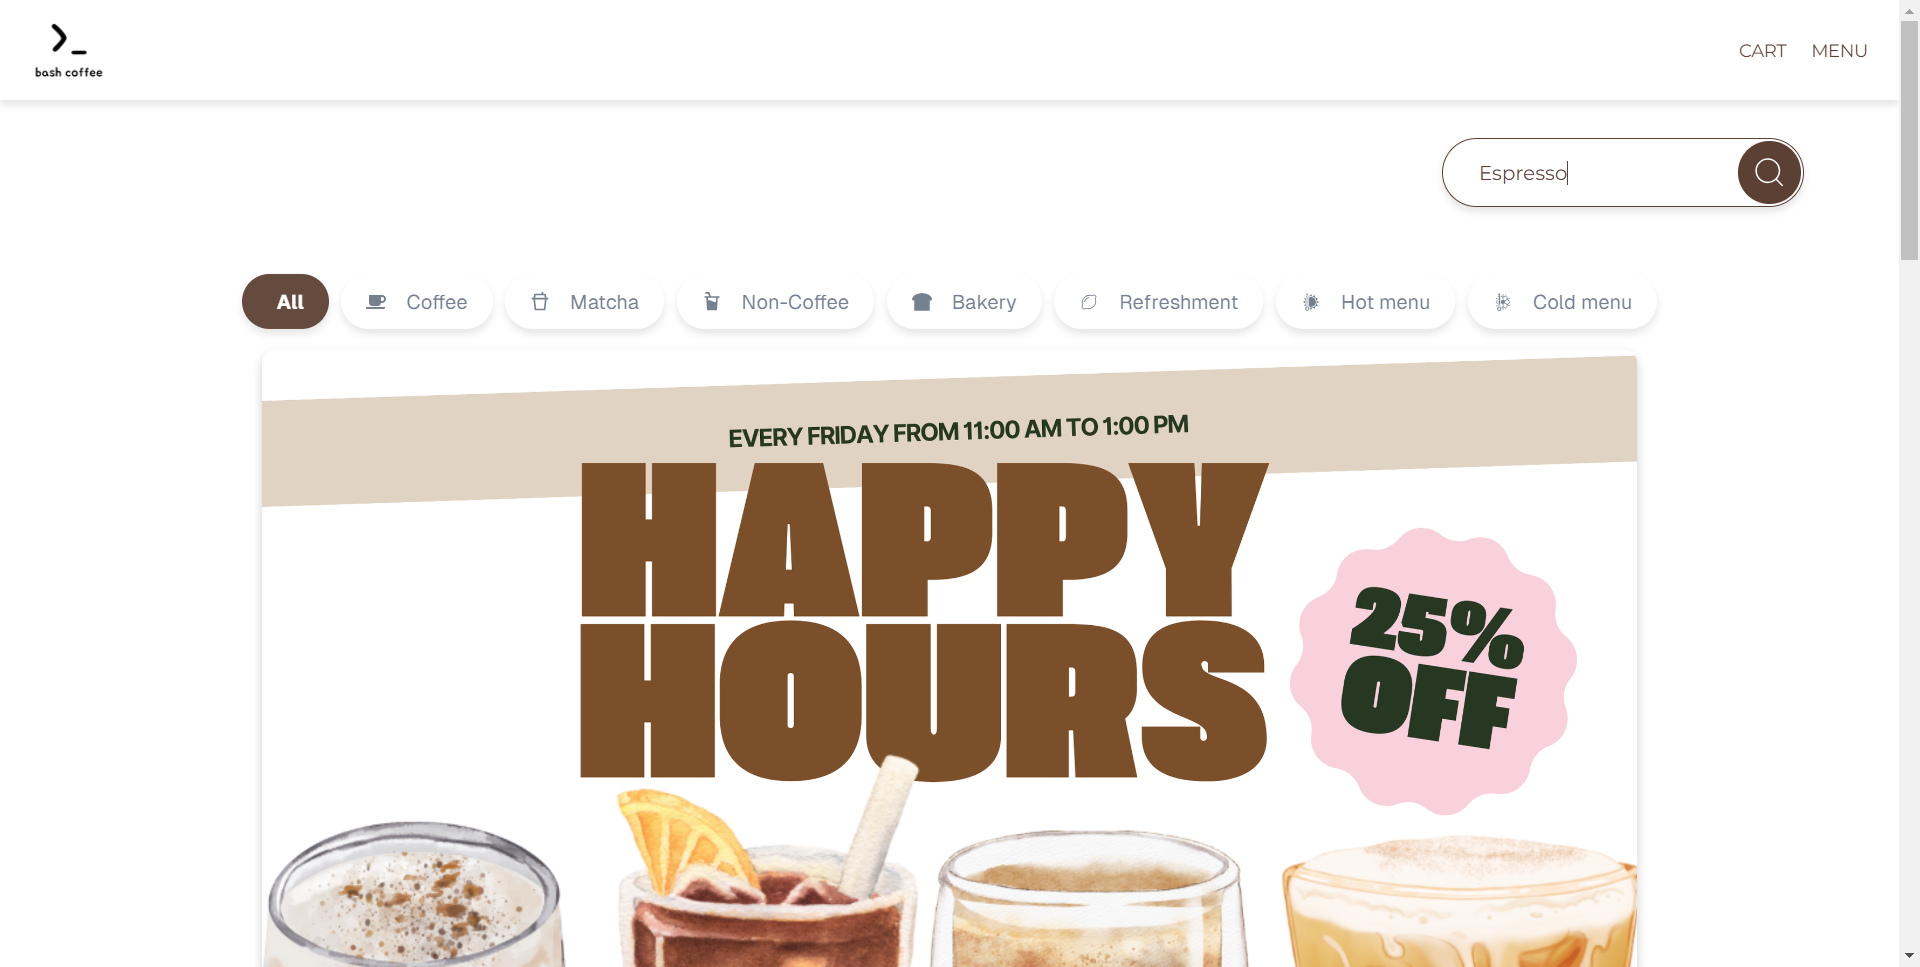 bash coffee
CART MENU
Espresso
All Coffee Matcha Non-Coffee Bakery Refreshment Hot menu Cold menu
EVERY FRIDAY FROM 11:00 AM TO 1:00 PM
HAPPY
HOURS
25%
OFF